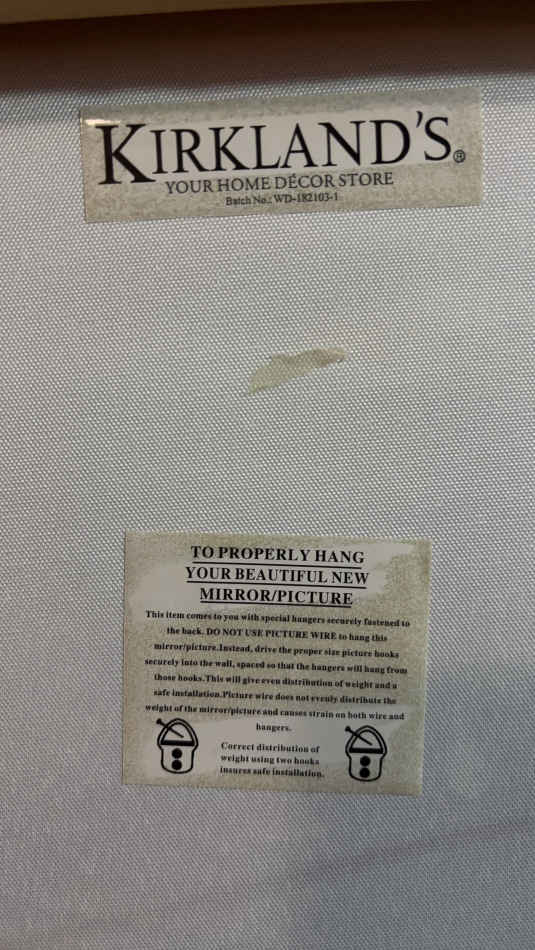 KIRKLAND'S®
YOUR HOME DÉCOR STORE
Batch No.: WD-182103-1
TO PROPERLY HANG
YOUR BEAUTIFUL NEW
MIRROR/PICTURE
This item comes to you with special hangers securely fastened to
the back. DO NOT USE PICTURE WIRE to hang this
mirror/picture.Instead, drive the proper size picture hooks
securely into the wall, spaced so that the hangers will hang from
those hooks.This will give even distribution of weight and a
safe installation.Picture wire does not evenly distribute the
weight of the mirror/picture and causes strain on both wire and
hangers.
Correct distribution of
weight using two hooks
insures safe installation.